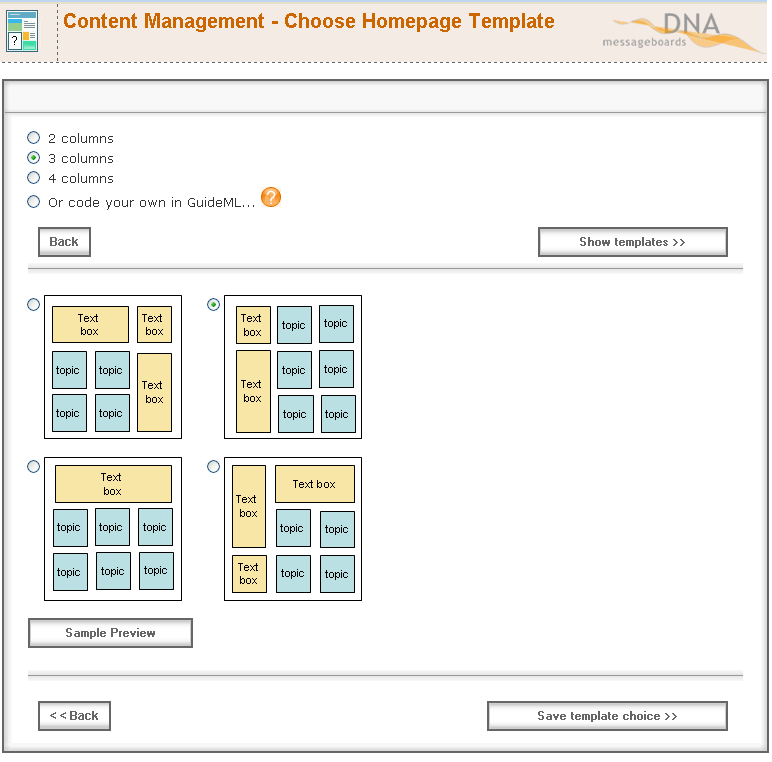 Content Management - Choose Homepage Template
DNA
messageboards
?
2 columns
3 columns
4 columns
Or code your own in GuideML... ?
Back
Show templates >>
Text
box
Text
box
topic
topic
Text
box
topic
topic
Text
box
topic
topic
Text
box
topic
topic
topic
topic
Text
box
topic
topic
topic
topic
topic
topic
Text
box
Text box
topic
topic
Text
box
topic
topic
Sample Preview
<< Back
Save template choice >>